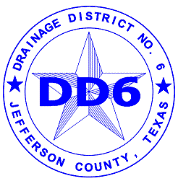 DRAINAGE DISTRICT NO. 6
DD6
JEFFERSON COUNTY, TEXAS